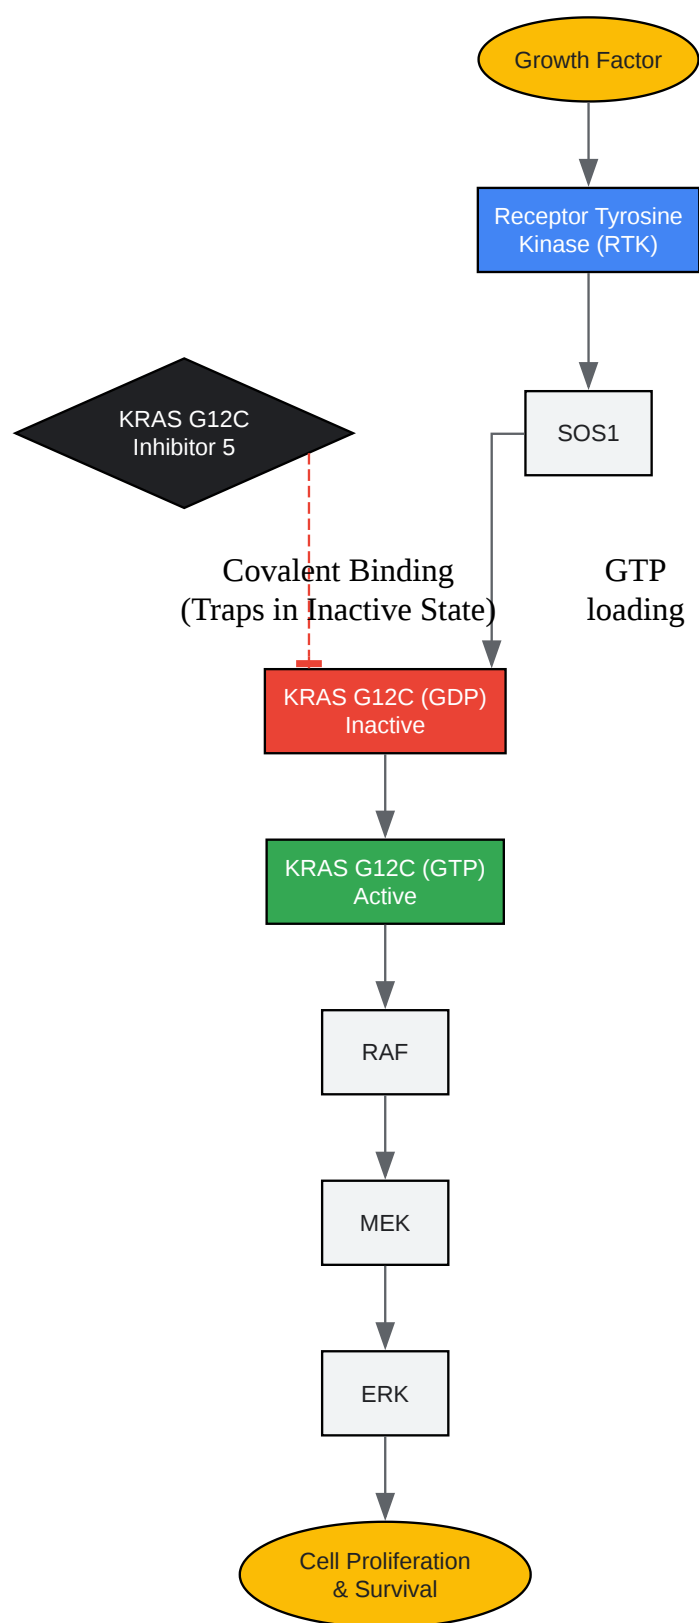 Growth Factor
Receptor Tyrosine
Kinase (RTK)
KRAS G12C
Inhibitor 5
SOS1
Covalent Binding
(Traps in Inactive State)
GTP
loading
KRAS G12C (GDP)
Inactive
KRAS G12C (GTP)
Active
RAF
MEK
ERK
Cell Proliferation
& Survival